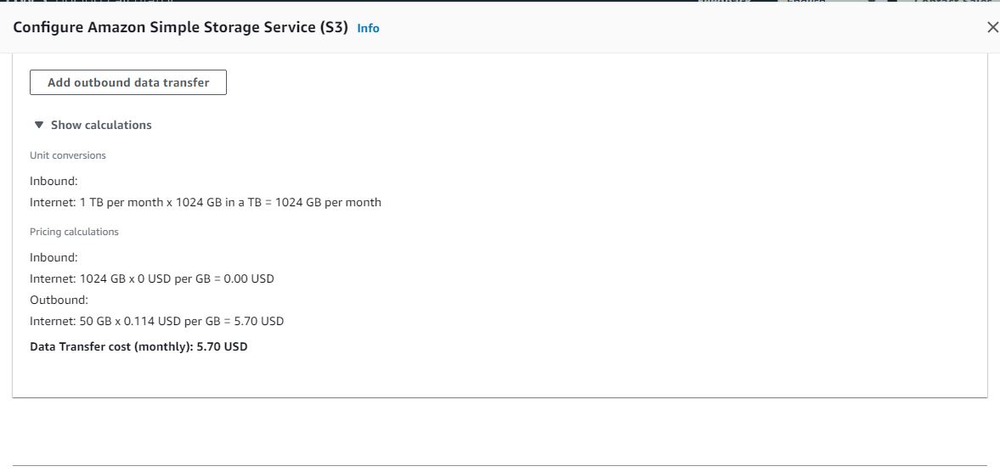 Configure Amazon Simple Storage Service (S3) Info
Add outbound data transfer
Show calculations
Unit conversions
Inbound:
Internet: 1 TB per month x 1024 GB in a TB = 1024 GB per month
Pricing calculations
Inbound:
Internet: 1024 GB x 0 USD per GB = 0.00 USD
Outbound:
Internet: 50 GB x 0.114 USD per GB = 5.70 USD
Data Transfer cost (monthly): 5.70 USD